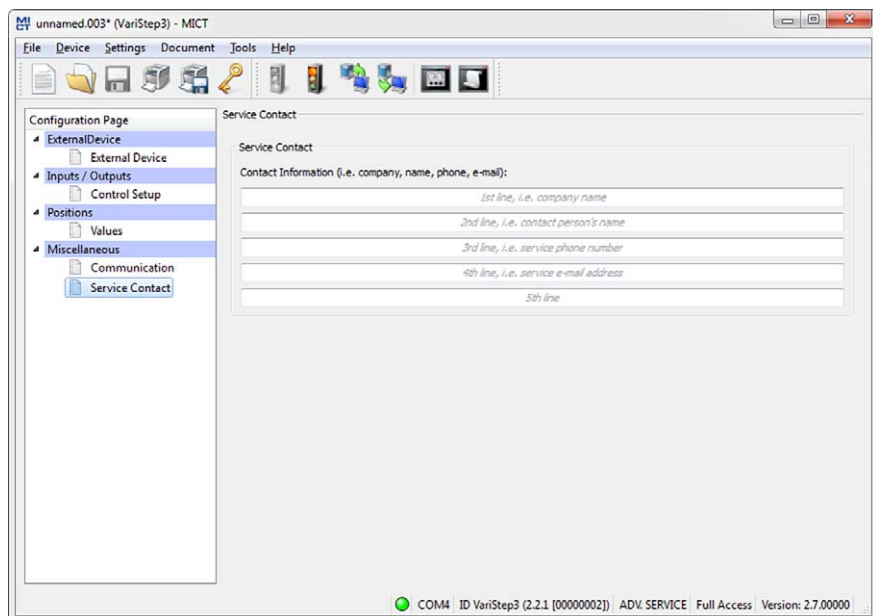 MICT unnamed.003* (VariStep3) - MICT
File Device Settings Document Tools Help
Configuration Page
ExternalDevice
External Device
Inputs / Outputs
Control Setup
Positions
Values
Miscellaneous
Communication
Service Contact
Service Contact
Service Contact
Contact Information (i.e. company, name, phone, e-mail):
1st line, i.e. company name
2nd line, i.e. contact person's name
3rd line, i.e. service phone number
4th line, i.e. service e-mail address
5th line
COM4 ID VariStep3 (2.2.1 [00000002]) ADV. SERVICE Full Access Version: 2.7.00000